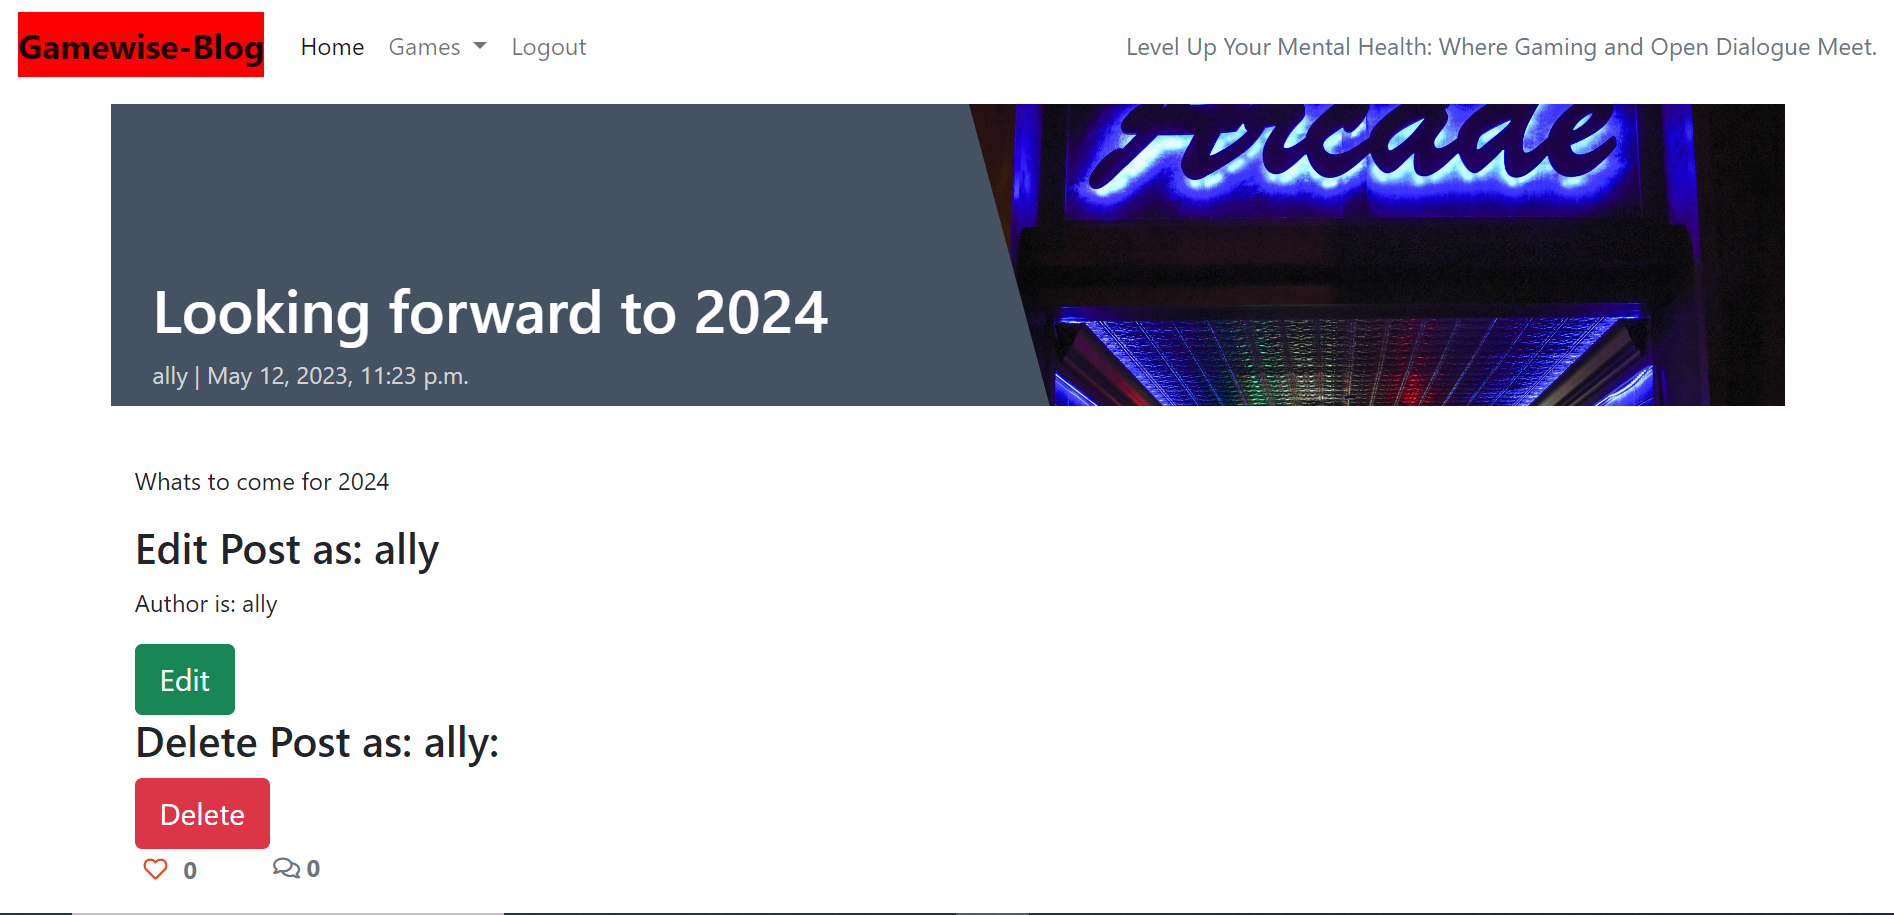 Gamewise-Blog Home Games Logout Level Up Your Mental Health: Where Gaming and Open Dialogue Meet.
Arcade
Looking forward to 2024
ally | May 12, 2023, 11:23 p.m.
Whats to come for 2024
Edit Post as: ally
Author is: ally
Edit
Delete Post as: ally:
Delete
0 0